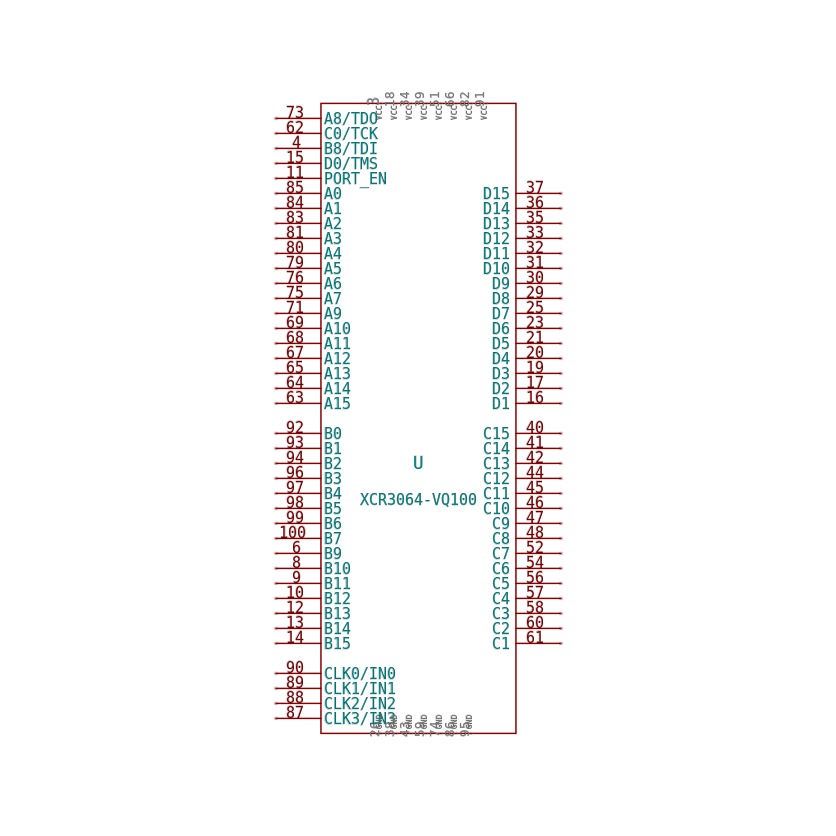 3 18 34 39 51 66 82 91
VCC VCC VCC VCC VCC VCC VCC VCC
73 A8/TDO
62 C0/TCK
4 B8/TDI
15 D0/TMS
11 PORT_EN
85 A0 D15 37
84 A1 D14 36
83 A2 D13 35
81 A3 D12 33
80 A4 D11 32
79 A5 D10 31
76 A6 D9 30
75 A7 D8 29
71 A9 D7 25
69 A10 D6 23
68 A11 D5 21
67 A12 D4 20
65 A13 D3 19
64 A14 D2 17
63 A15 D1 16
92 B0 C15 40
93 B1 C14 41
94 B2 U C13 42
96 B3 C12 44
97 B4 C11 45
98 B5 XCR3064-VQ100 C10 46
99 B6 C9 47
100 B7 C8 48
6 B9 C7 52
8 B10 C6 54
9 B11 C5 56
10 B12 C4 57
12 B13 C3 58
13 B14 C2 60
14 B15 C1 61
90 CLK0/IN0
89 CLK1/IN1
88 CLK2/IN2
87 CLK3/IN3
GND GND GND GND GND GND GND
26 38 43 59 74 86 95